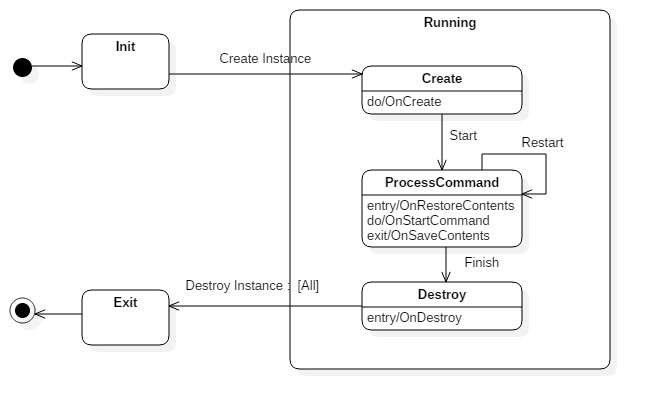 Running
Init
Create Instance
Create
do/OnCreate
Start
Restart
ProcessCommand
entry/OnRestoreContents
do/OnStartCommand
exit/OnSaveContents
Finish
Destroy Instance :  [All]
Destroy
entry/OnDestroy
Exit